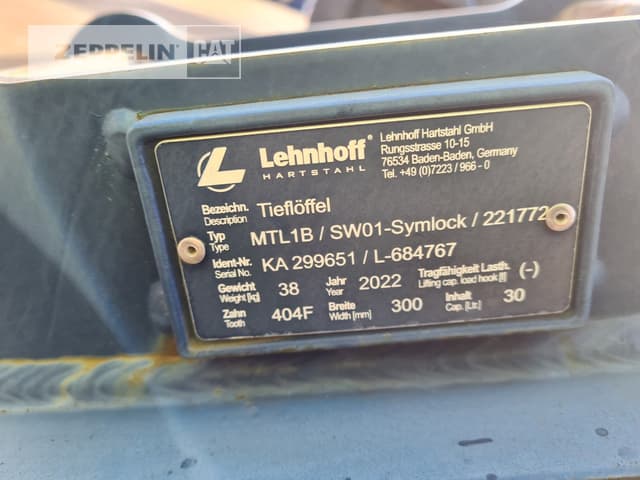 ZEPPELIN CAT
Lehnhoff®
HARTSTAHL
Lehnhoff Hartstahl GmbH
Rungsstrasse 10-15
76534 Baden-Baden, Germany
Tel. +49 (0)7223 / 966 - 0
Bezeichn. Tieflöffel
Description
Typ MTL1B / SW01-Symlock / 221772
Type
Ident-Nr. KA 299651 / L-684767
Serial No.
Gewicht 38 Jahr 2022 Tragfähigkeit Lasth. (-)
Weight [kg] Year Lifting cap. load hook [t]
Zahn 404F Breite 300 Inhalt 30
Tooth Width [mm] Cap. [Ltr.]